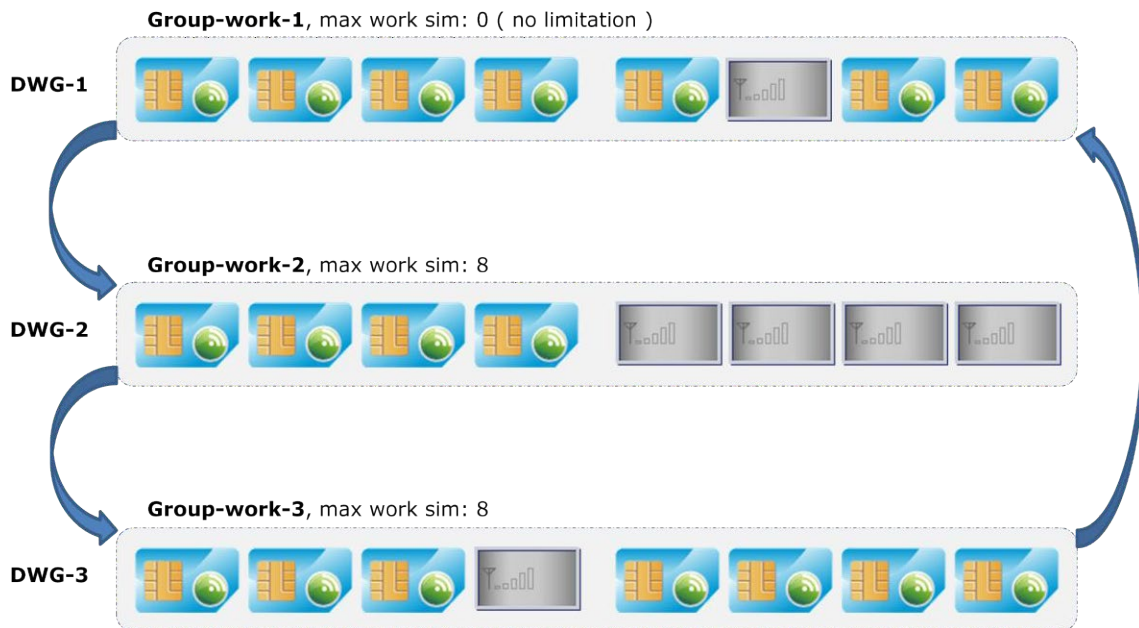 Group-work-1, max work sim: 0 ( no limitation )
DWG-1
Group-work-2, max work sim: 8
DWG-2
Group-work-3, max work sim: 8
DWG-3